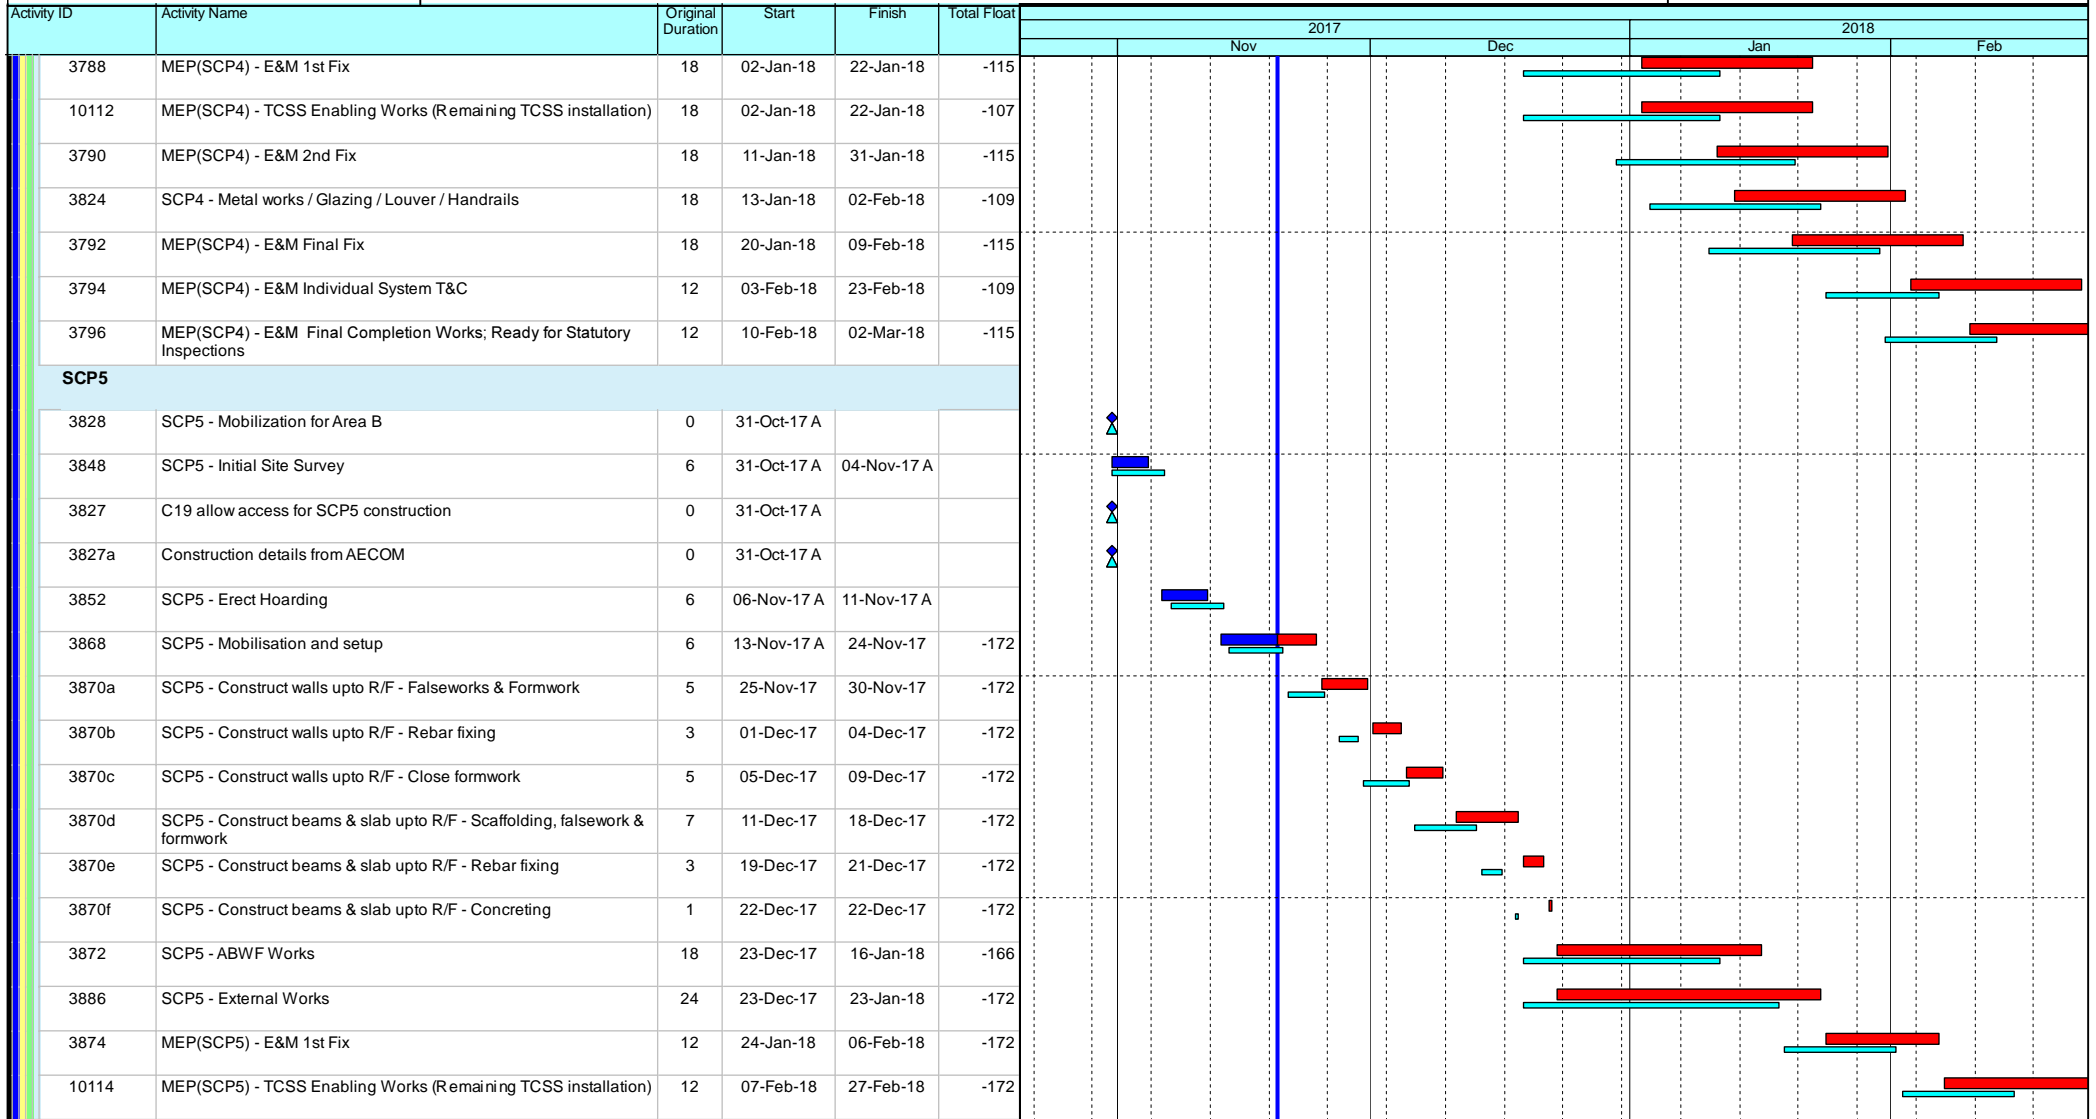 Activity ID Activity Name Original Duration Start Finish Total Float
2017 2018
Nov Dec Jan Feb
3788 MEP(SCP4) - E&M 1st Fix 18 02-Jan-18 22-Jan-18 -115
10112 MEP(SCP4) - TCSS Enabling Works (Remaining TCSS installation) 18 02-Jan-18 22-Jan-18 -107
3790 MEP(SCP4) - E&M 2nd Fix 18 11-Jan-18 31-Jan-18 -115
3824 SCP4 - Metal works / Glazing / Louver / Handrails 18 13-Jan-18 02-Feb-18 -109
3792 MEP(SCP4) - E&M Final Fix 18 20-Jan-18 09-Feb-18 -115
3794 MEP(SCP4) - E&M Individual System T&C 12 03-Feb-18 23-Feb-18 -109
3796 MEP(SCP4) - E&M Final Completion Works; Ready for Statutory 12 10-Feb-18 02-Mar-18 -115
Inspections
SCP5
3828 SCP5 - Mobilization for Area B 0 31-Oct-17 A
3848 SCP5 - Initial Site Survey 6 31-Oct-17 A 04-Nov-17 A
3827 C19 allow access for SCP5 construction 0 31-Oct-17 A
3827a Construction details from AECOM 0 31-Oct-17 A
3852 SCP5 - Erect Hoarding 6 06-Nov-17 A 11-Nov-17 A
3868 SCP5 - Mobilisation and setup 6 13-Nov-17 A 24-Nov-17 -172
3870a SCP5 - Construct walls upto R/F - Falseworks & Formwork 5 25-Nov-17 30-Nov-17 -172
3870b SCP5 - Construct walls upto R/F - Rebar fixing 3 01-Dec-17 04-Dec-17 -172
3870c SCP5 - Construct walls upto R/F - Close formwork 5 05-Dec-17 09-Dec-17 -172
3870d SCP5 - Construct beams & slab upto R/F - Scaffolding, falsework & 7 11-Dec-17 18-Dec-17 -172
formwork
3870e SCP5 - Construct beams & slab upto R/F - Rebar fixing 3 19-Dec-17 21-Dec-17 -172
3870f SCP5 - Construct beams & slab upto R/F - Concreting 1 22-Dec-17 22-Dec-17 -172
3872 SCP5 - ABWF Works 18 23-Dec-17 16-Jan-18 -166
3886 SCP5 - External Works 24 23-Dec-17 23-Jan-18 -172
3874 MEP(SCP5) - E&M 1st Fix 12 24-Jan-18 06-Feb-18 -172
10114 MEP(SCP5) - TCSS Enabling Works (Remaining TCSS installation) 12 07-Feb-18 27-Feb-18 -172